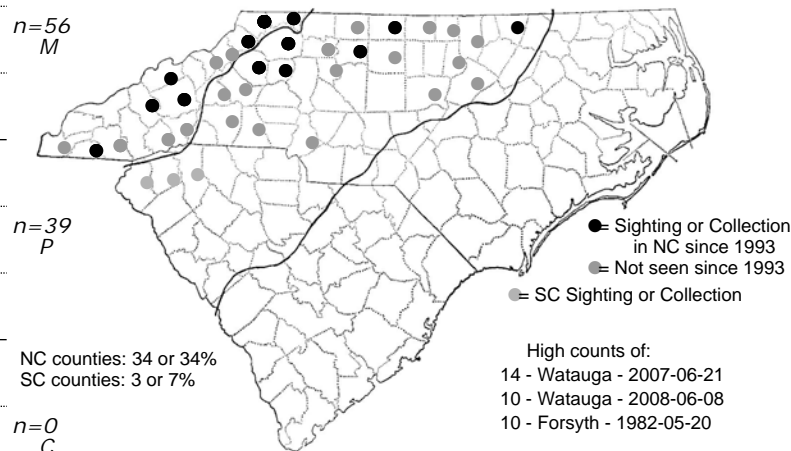 n=56
M
n=39
P
n=0
C
= Sighting or Collection
in NC since 1993
= Not seen since 1993
= SC Sighting or Collection
NC counties: 34 or 34%
SC counties: 3 or 7%
High counts of:
14 - Watauga - 2007-06-21
10 - Watauga - 2008-06-08
10 - Forsyth - 1982-05-20